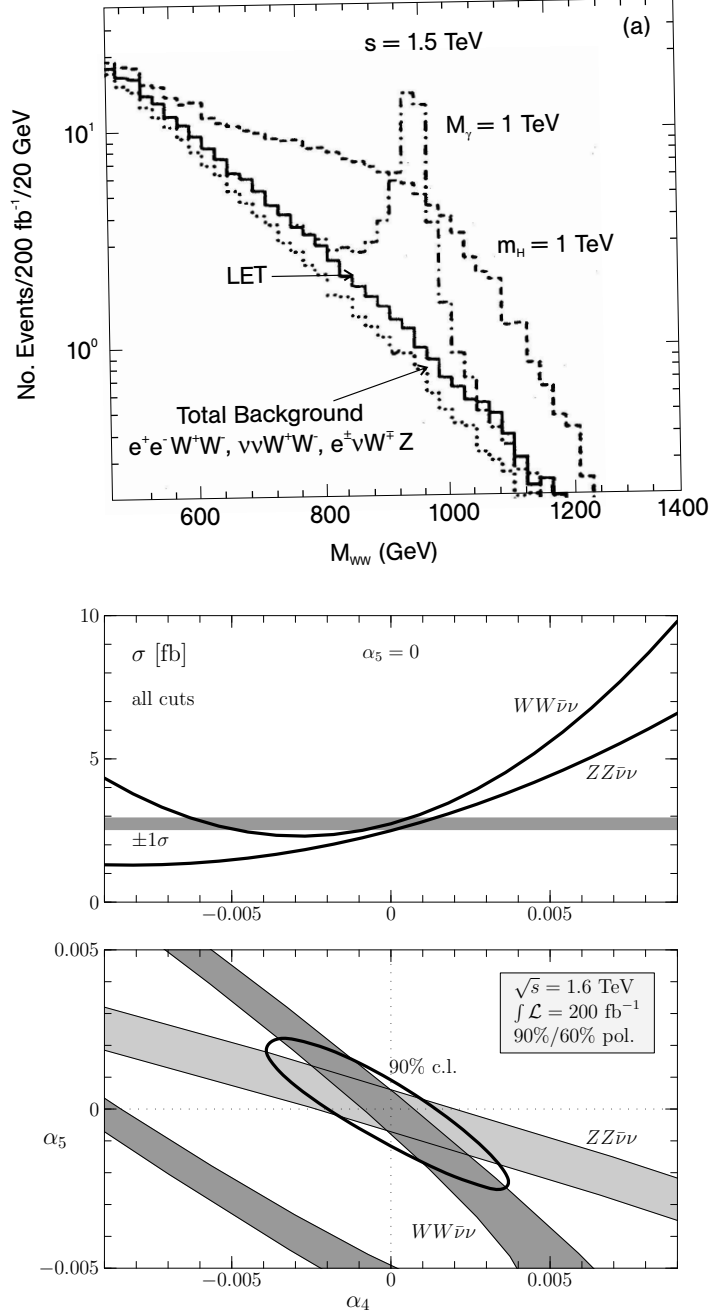 (a)
s = 1.5 TeV
M_γ = 1 TeV
m_H = 1 TeV
LET
Total Background
e⁺e⁻W⁺W⁻, ννW⁺W⁻, e^±νW^∓Z
No. Events/200 fb⁻¹/20 GeV
10¹
10⁰
600 800 1000 1200 1400
M_WW (GeV)
10
5
0
σ [fb]
α₅ = 0
all cuts
WWν̄ν
ZZν̄ν
±1σ
−0.005 0 0.005
0.005
0
−0.005
α₅
√s = 1.6 TeV
∫ℒ = 200 fb⁻¹
90%/60% pol.
90% c.l.
ZZν̄ν
WWν̄ν
−0.005 0 0.005
α₄